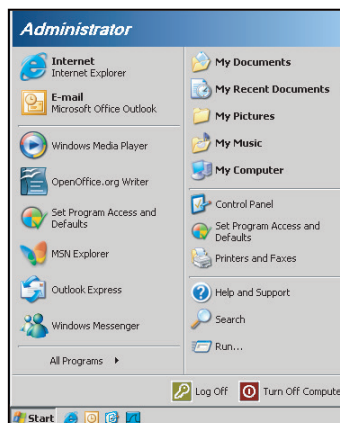 Administrator
Internet
Internet Explorer
E-mail
Microsoft Office Outlook
Windows Media Player
OpenOffice.org Writer
Set Program Access and
Defaults
MSN Explorer
Outlook Express
Windows Messenger
All Programs
My Documents
My Recent Documents
My Pictures
My Music
My Computer
Control Panel
Set Program Access and
Defaults
Printers and Faxes
Help and Support
Search
Run...
Log Off
Turn Off Compute
Start